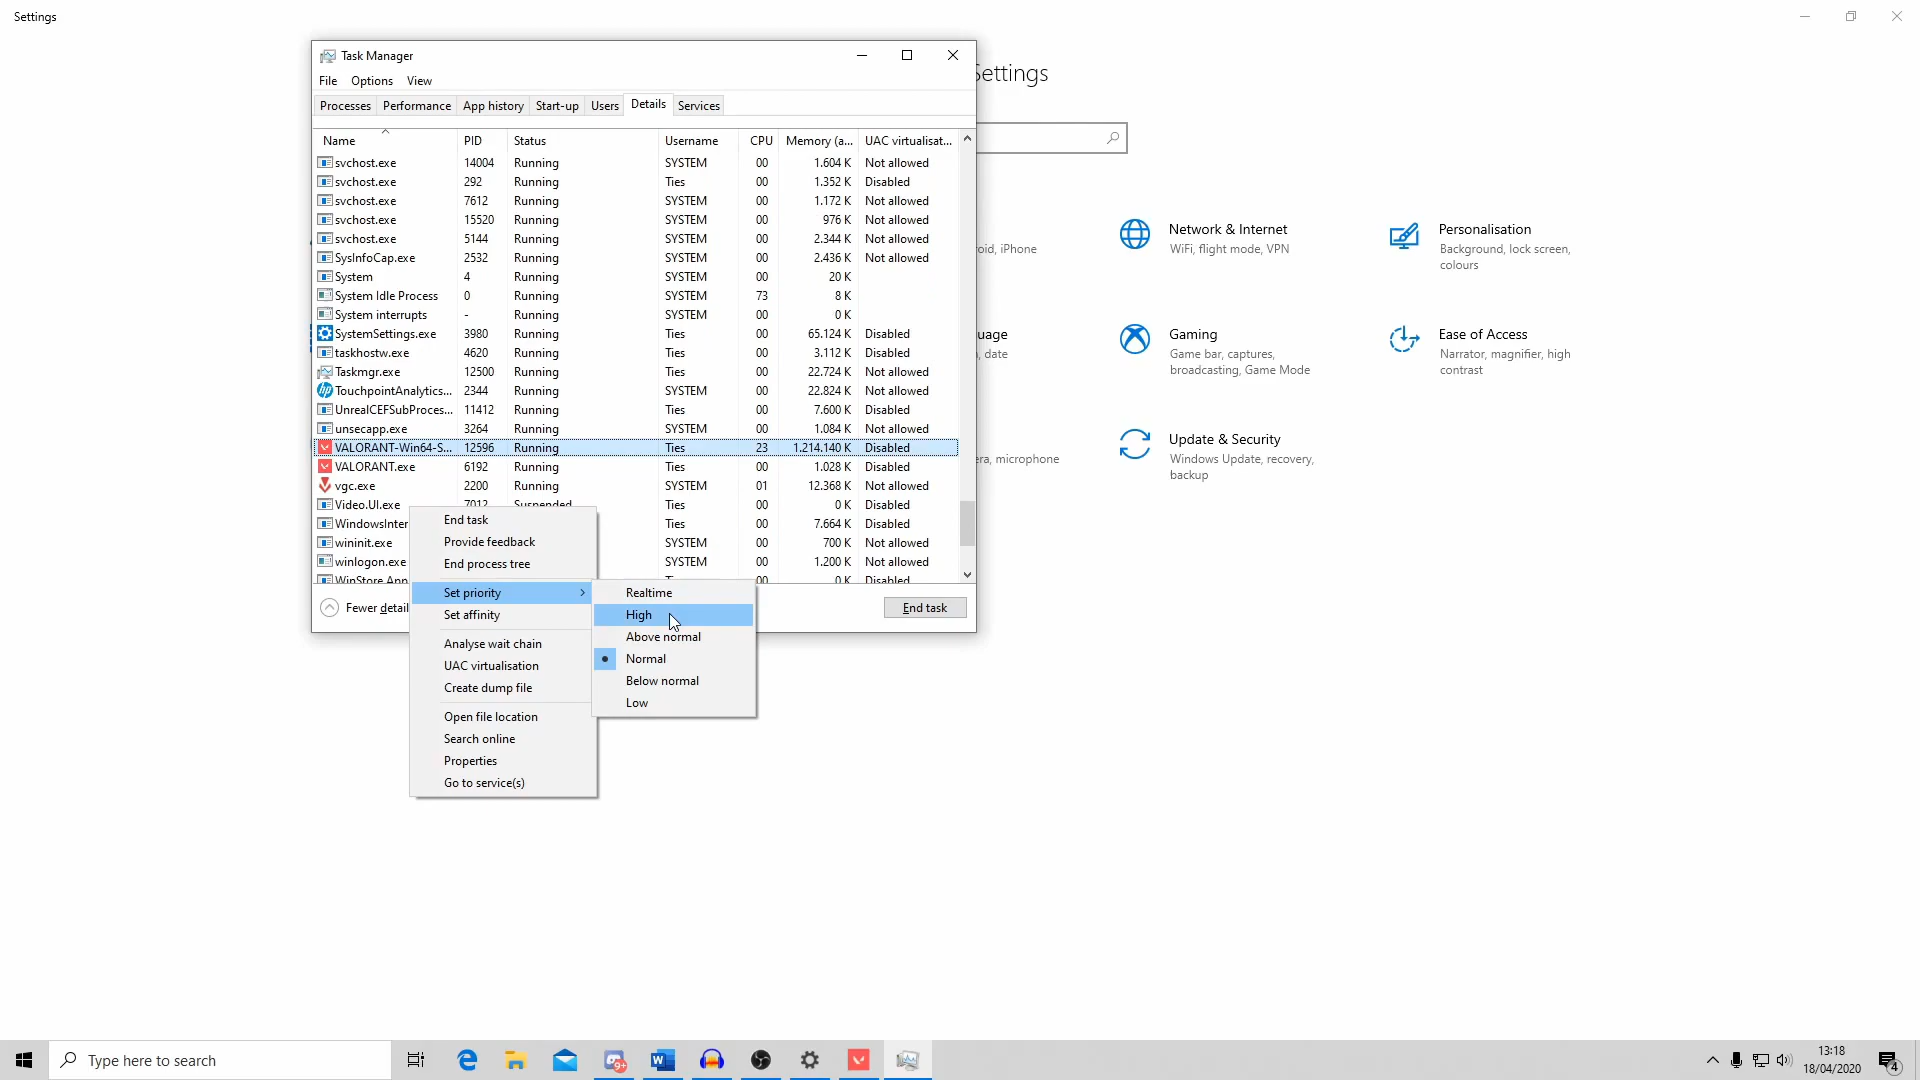 Settings
Task Manager
File Options View
Settings
Processes Performance App history Start-up Users Details Services
Name PID Status Username CPU Memory (a... UAC virtualisat...
svchost.exe 14004 Running SYSTEM 00 1.604 K Not allowed
svchost.exe 292 Running Ties 00 1.352 K Disabled
svchost.exe 7612 Running SYSTEM 00 1.172 K Not allowed
svchost.exe 15520 Running SYSTEM 00 976 K Not allowed
svchost.exe 5144 Running SYSTEM 00 2.344 K Not allowed
SysInfoCap.exe 2532 Running SYSTEM 00 2.436 K Not allowed
System 4 Running SYSTEM 00 20 K
System Idle Process 0 Running SYSTEM 73 8 K
System interrupts - Running SYSTEM 00 0 K
SystemSettings.exe 3980 Running Ties 00 65.124 K Disabled
taskhostw.exe 4620 Running Ties 00 3.112 K Disabled
Taskmgr.exe 12500 Running Ties 00 22.724 K Not allowed
TouchpointAnalytics... 2344 Running SYSTEM 00 22.824 K Not allowed
UnrealCEFSubProces... 11412 Running Ties 00 7.600 K Disabled
unsecapp.exe 3264 Running SYSTEM 00 1.084 K Not allowed
VALORANT-Win64-S... 12596 Running Ties 23 1.214.140 K Disabled
VALORANT.exe 6192 Running Ties 00 1.028 K Disabled
vgc.exe 2200 Running SYSTEM 01 12.368 K Not allowed
Video.UI.exe 7012 Suspended Ties 00 0 K Disabled
WindowsInter Ties 00 7.664 K Disabled
wininit.exe SYSTEM 00 700 K Not allowed
winlogon.exe SYSTEM 00 1.200 K Not allowed
WinStore.App 00 0 K Disabled
Fewer detail
End task
End task
Provide feedback
End process tree
Set priority
Set affinity
Analyse wait chain
UAC virtualisation
Create dump file
Open file location
Search online
Properties
Go to service(s)
Realtime
High
Above normal
Normal
Below normal
Low
oid, iPhone
Network & Internet
WiFi, flight mode, VPN
Personalisation
Background, lock screen,
colours
uage
, date
Gaming
Game bar, captures,
broadcasting, Game Mode
Ease of Access
Narrator, magnifier, high
contrast
era, microphone
Update & Security
Windows Update, recovery,
backup
Type here to search
9+
13:18
18/04/2020
4